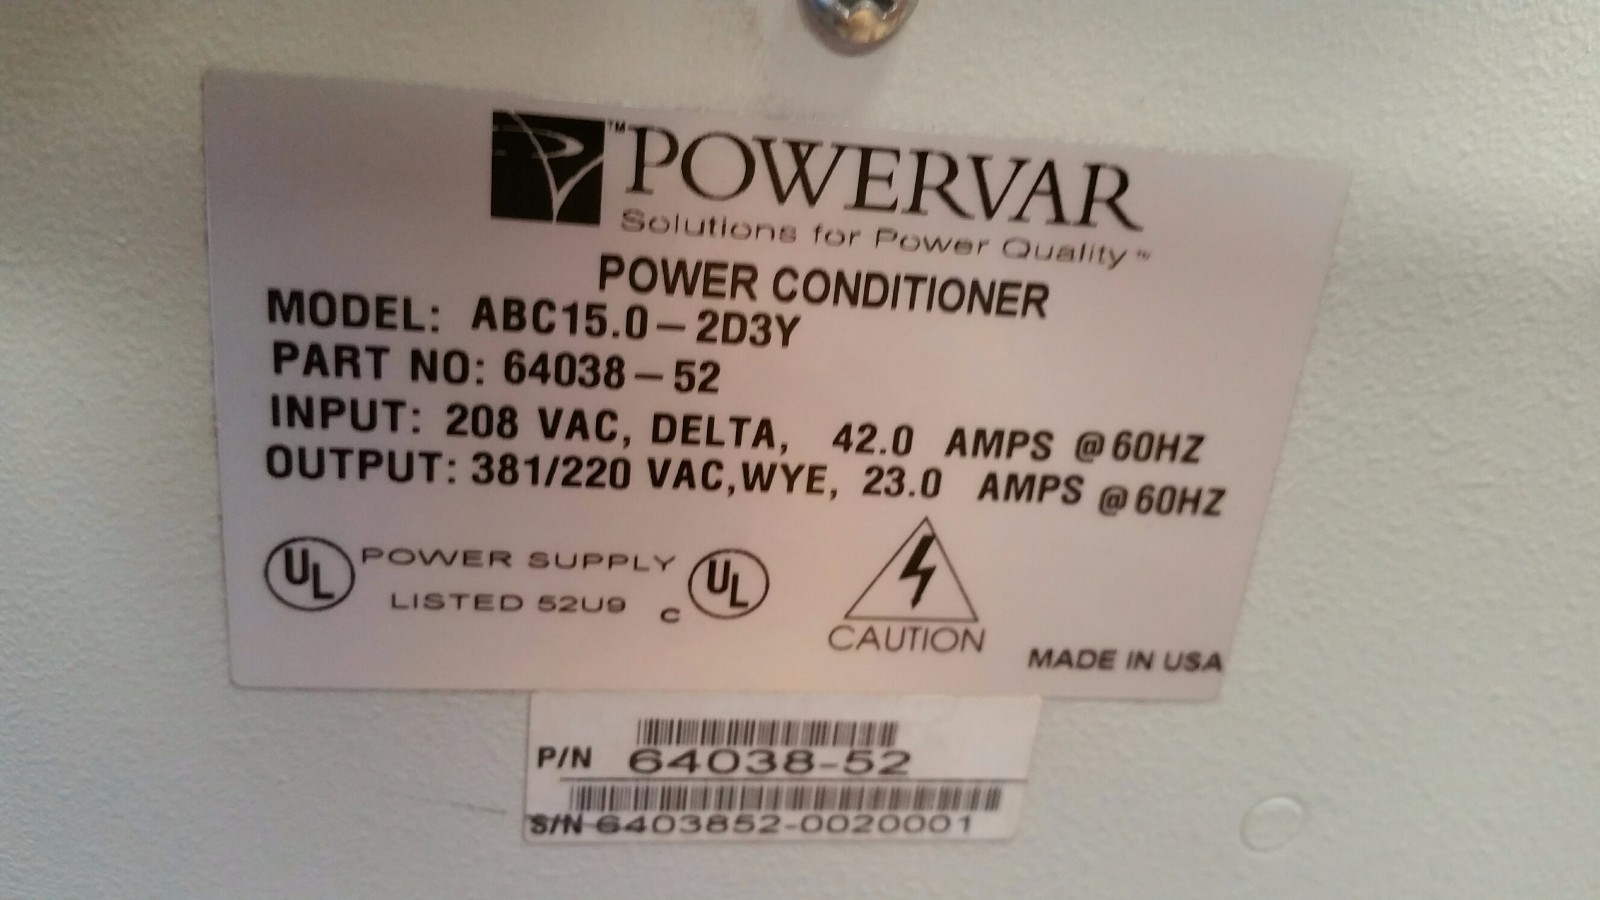 ™ POWERVAR
Solutions for Power Quality™
POWER CONDITIONER
MODEL: ABC15.0-2D3Y
PART NO: 64038-52
INPUT: 208 VAC, DELTA, 42.0 AMPS @60HZ
OUTPUT: 381/220 VAC,WYE, 23.0 AMPS @60HZ
UL POWER SUPPLY
LISTED 52U9 C UL
CAUTION
MADE IN USA
P/N 64038-52
S/N 6403852-0020001